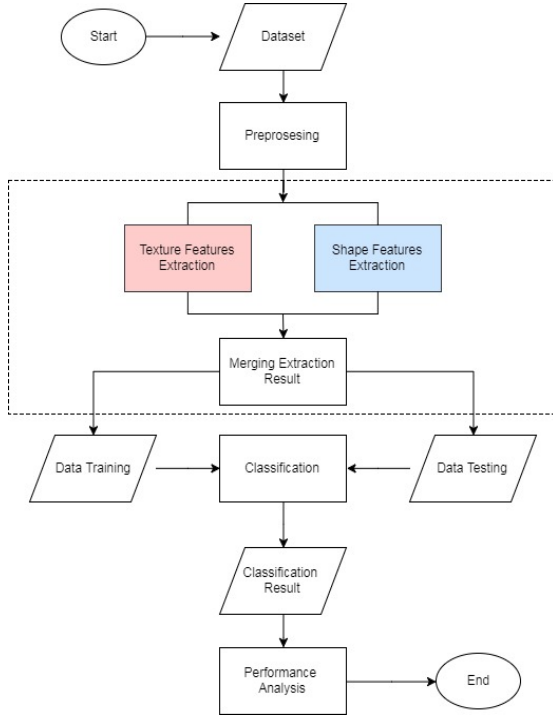 Start
Dataset
Preprosesing
Texture Features
Extraction
Shape Features
Extraction
Merging Extraction
Result
Data Training
Classification
Data Testing
Classification
Result
Performance
Analysis
End